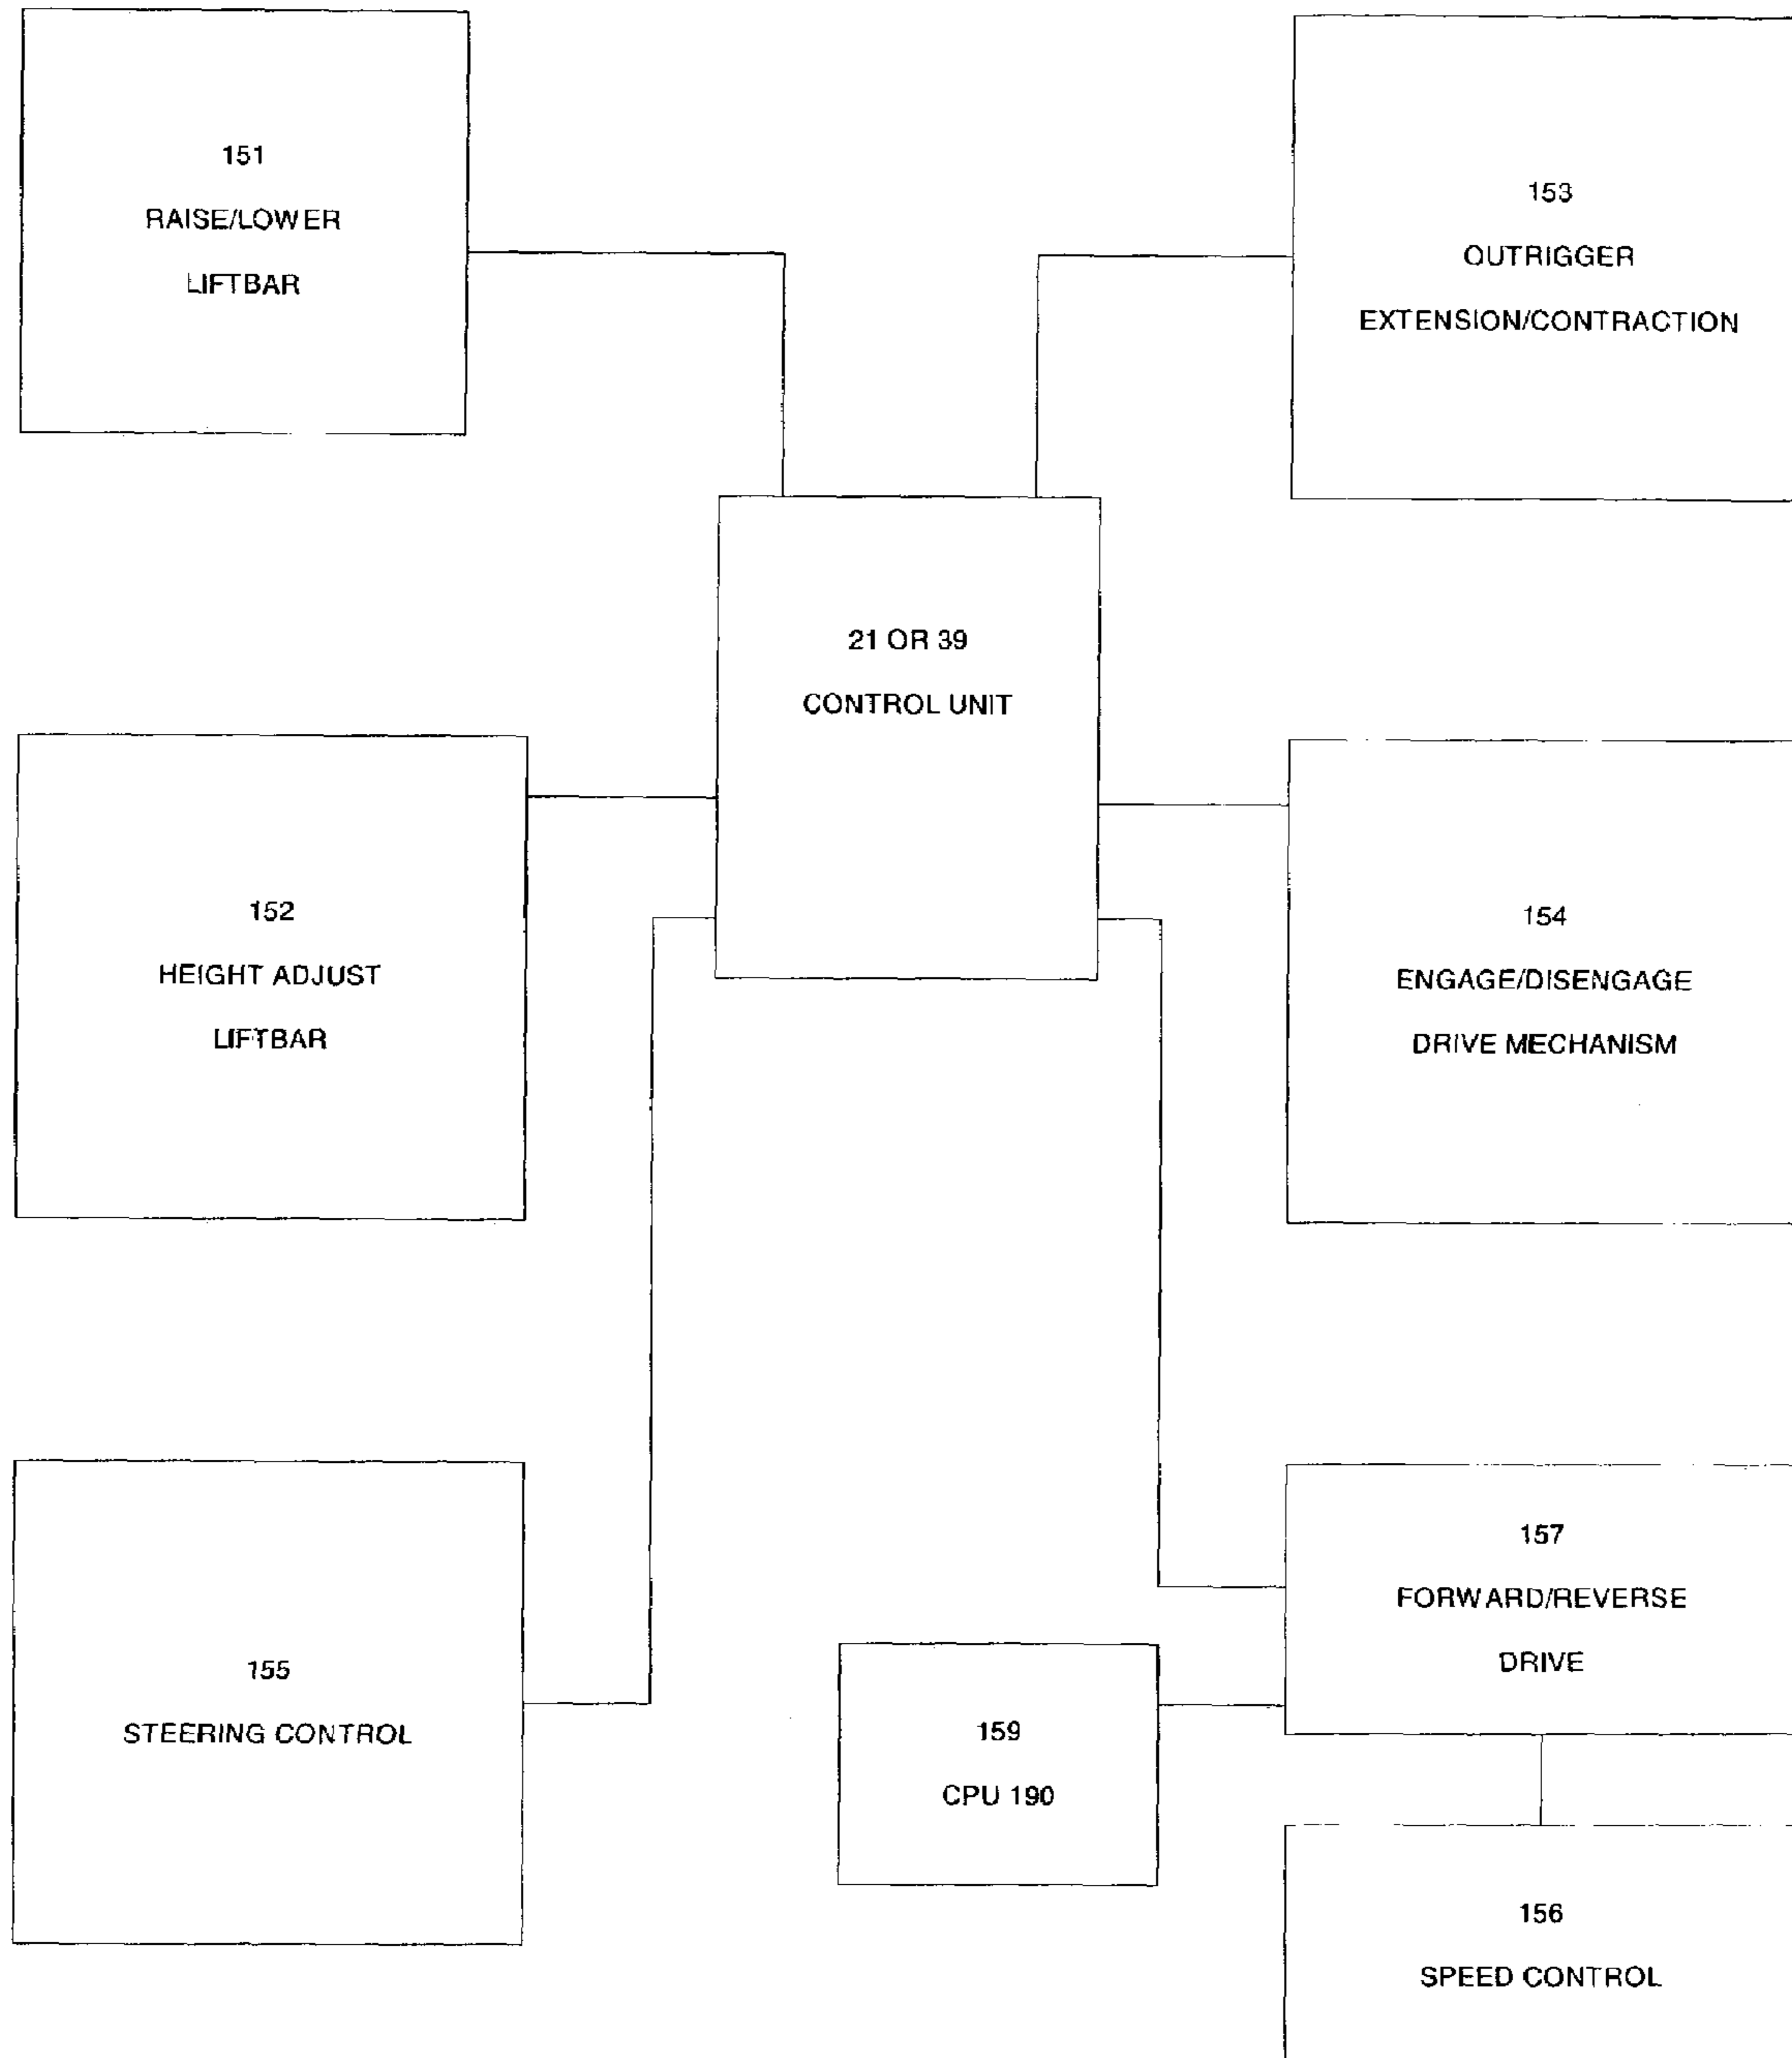 151
RAISE/LOWER
LIFTBAR
153
OUTRIGGER
EXTENSION/CONTRACTION
21 OR 39
CONTROL UNIT
152
HEIGHT ADJUST
LIFTBAR
154
ENGAGE/DISENGAGE
DRIVE MECHANISM
155
STEERING CONTROL
157
FORWARD/REVERSE
DRIVE
159
CPU 190
156
SPEED CONTROL